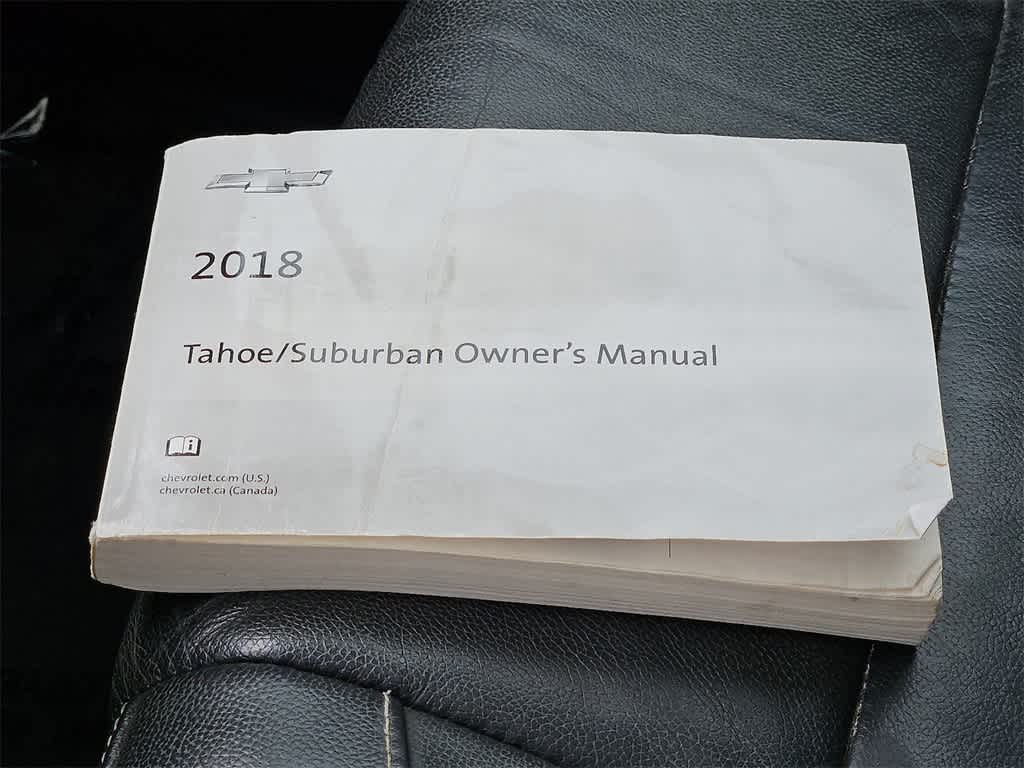 2018
Tahoe/Suburban Owner's Manual
chevrolet.com (U.S.)
chevrolet.ca (Canada)